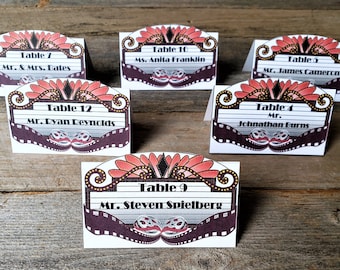 Table 7
Mr. & Mrs. Bates
Table 10
Ms. Anita Franklin
Table 5
Mr. James Cameron
Table 12
Mr. Ryan Reynolds
Table 4
Mr.
Johnathan Burns
Table 9
Mr. Steven Spielberg